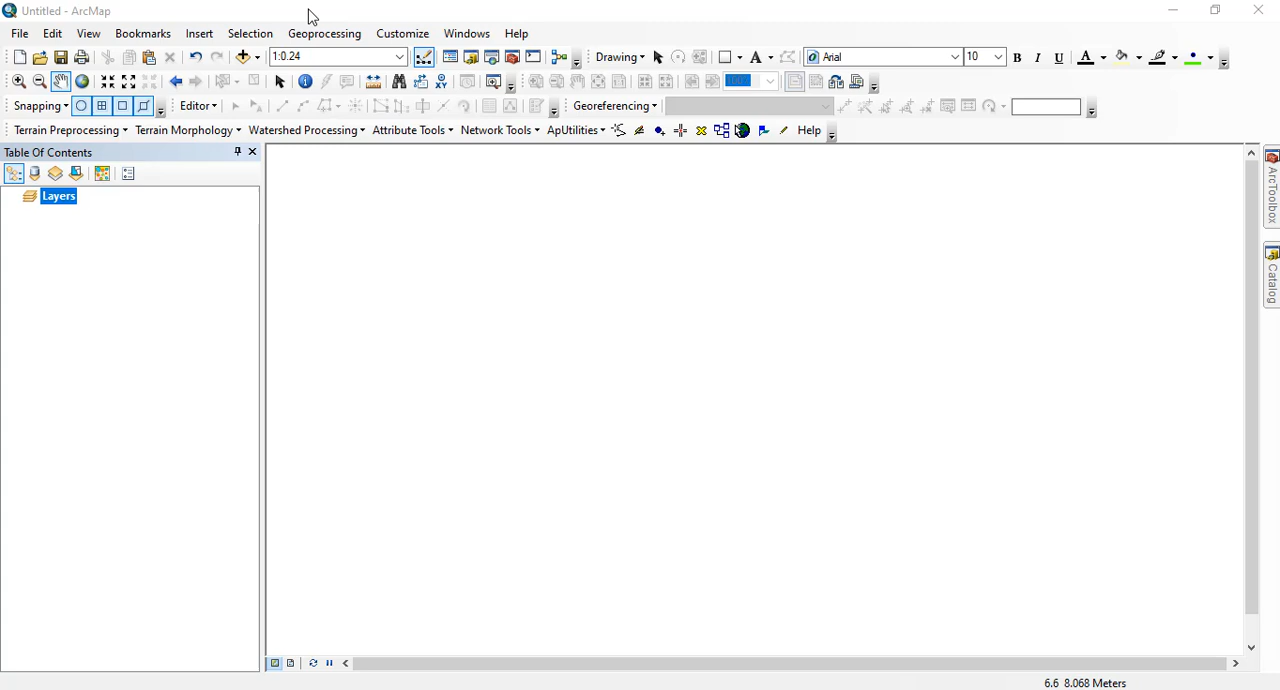 Untitled - ArcMap
File Edit View Bookmarks Insert Selection Geoprocessing Customize Windows Help
1:0.24 Drawing A Arial 10 B I U A
Snapping Editor Georeferencing
Terrain Preprocessing Terrain Morphology Watershed Processing Attribute Tools Network Tools ApUtilities Help
Table Of Contents
Layers
ArcToolbox
Catalog
6.6 8.068 Meters